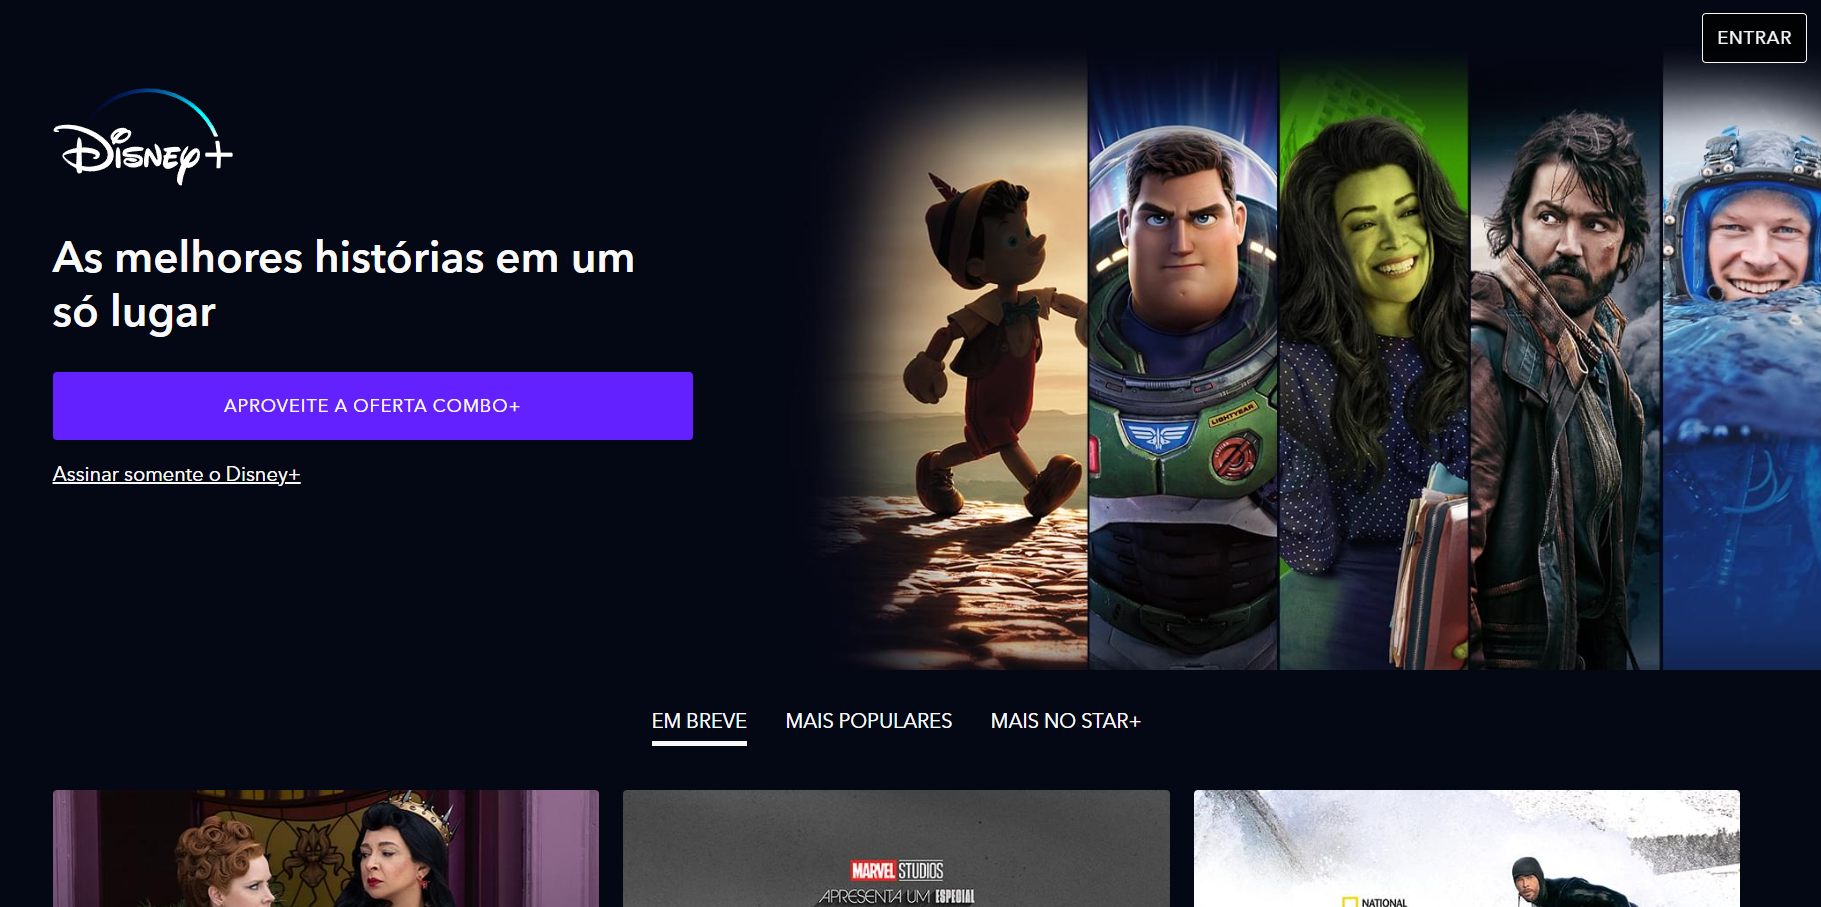 ENTRAR
Disney+
As melhores histórias em um
só lugar
APROVEITE A OFERTA COMBO+
Assinar somente o Disney+
LIGHTYEAR
EM BREVE
MAIS POPULARES
MAIS NO STAR+
MARVEL STUDIOS
APRESENTA UM ESPECIAL
NATIONAL